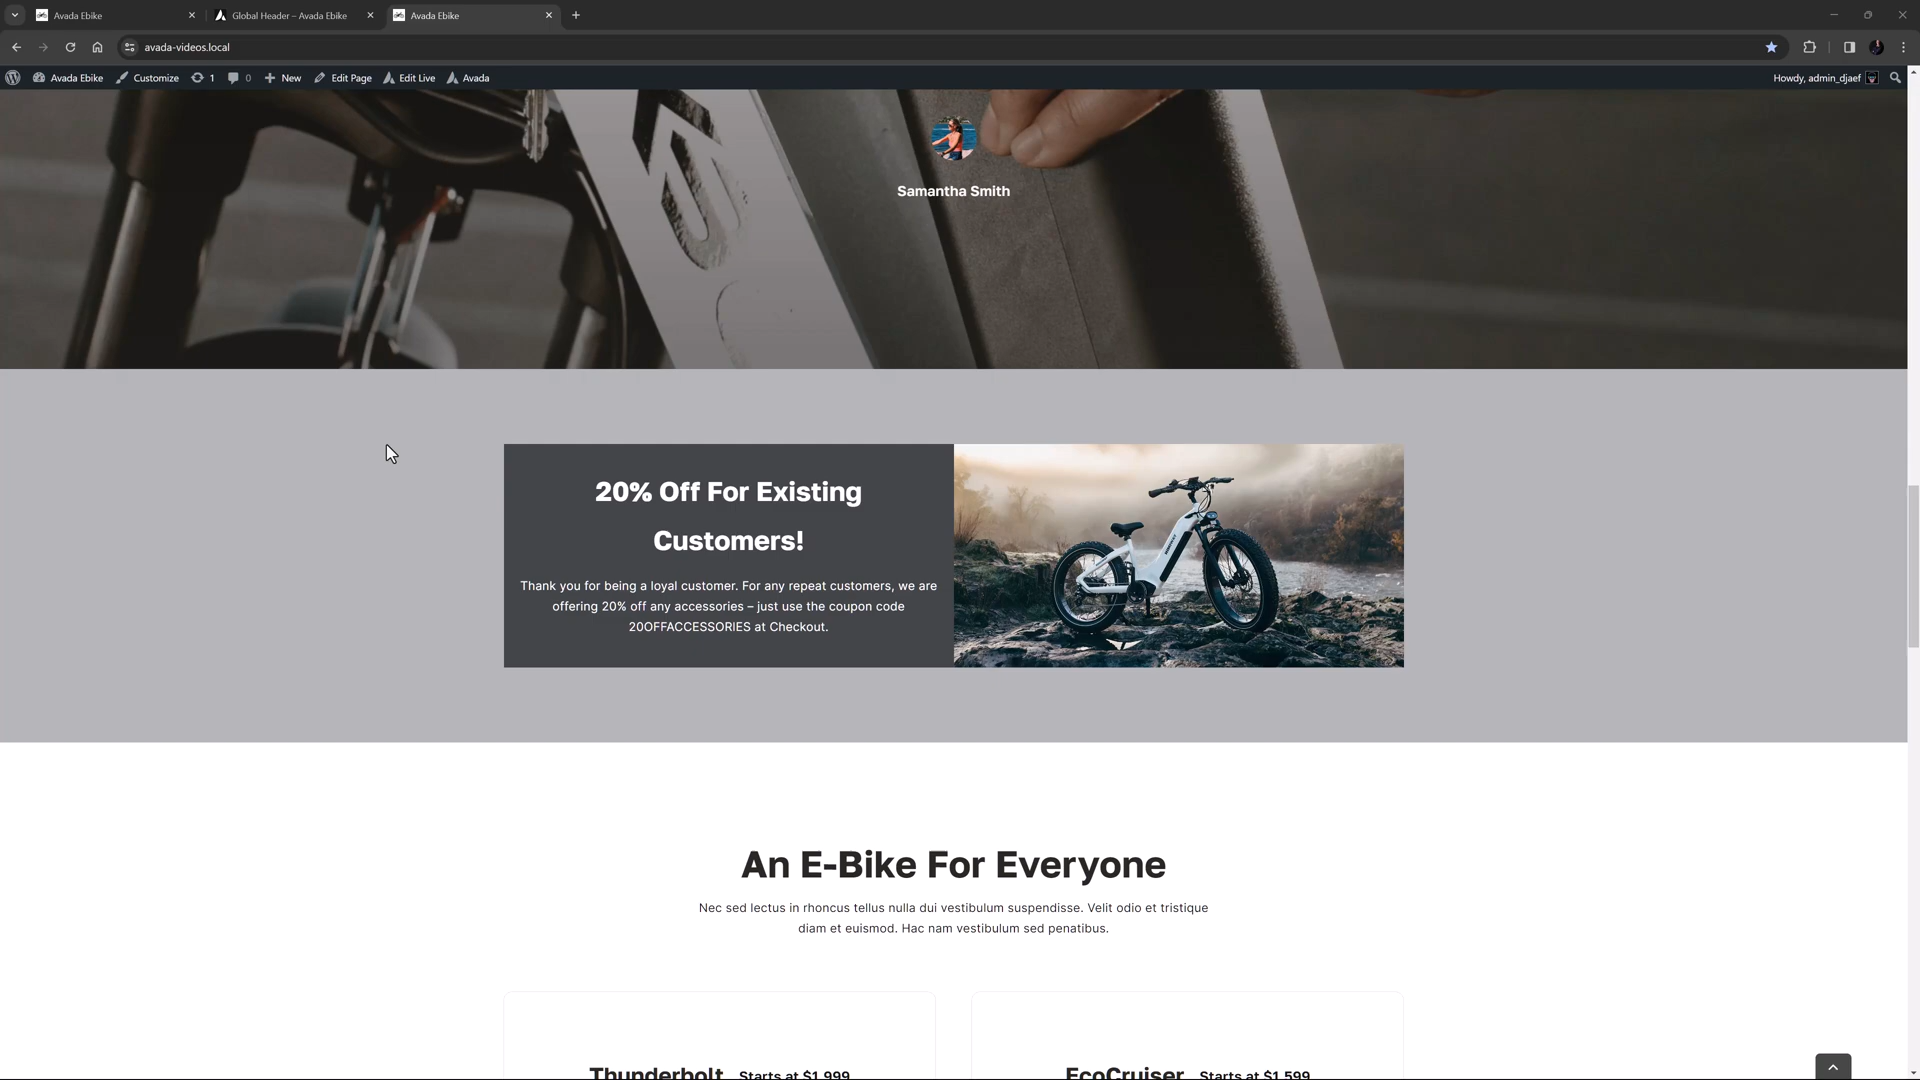 Avada Ebike
Global Header – Avada Ebike
Avada Ebike
avada-videos.local
Avada Ebike
Customize
1
0
New
Edit Page
Edit Live
Avada
Howdy, admin_djaef
Samantha Smith
20% Off For Existing
Customers!
Thank you for being a loyal customer. For any repeat customers, we are
offering 20% off any accessories – just use the coupon code
20OFFACCESSORIES at Checkout.
An E-Bike For Everyone
Nec sed lectus in rhoncus tellus nulla dui vestibulum suspendisse. Velit odio et tristique
diam et euismod. Hac nam vestibulum sed penatibus.
Thunderbolt Starts at $1,999
EcoCruiser Starts at $1,599